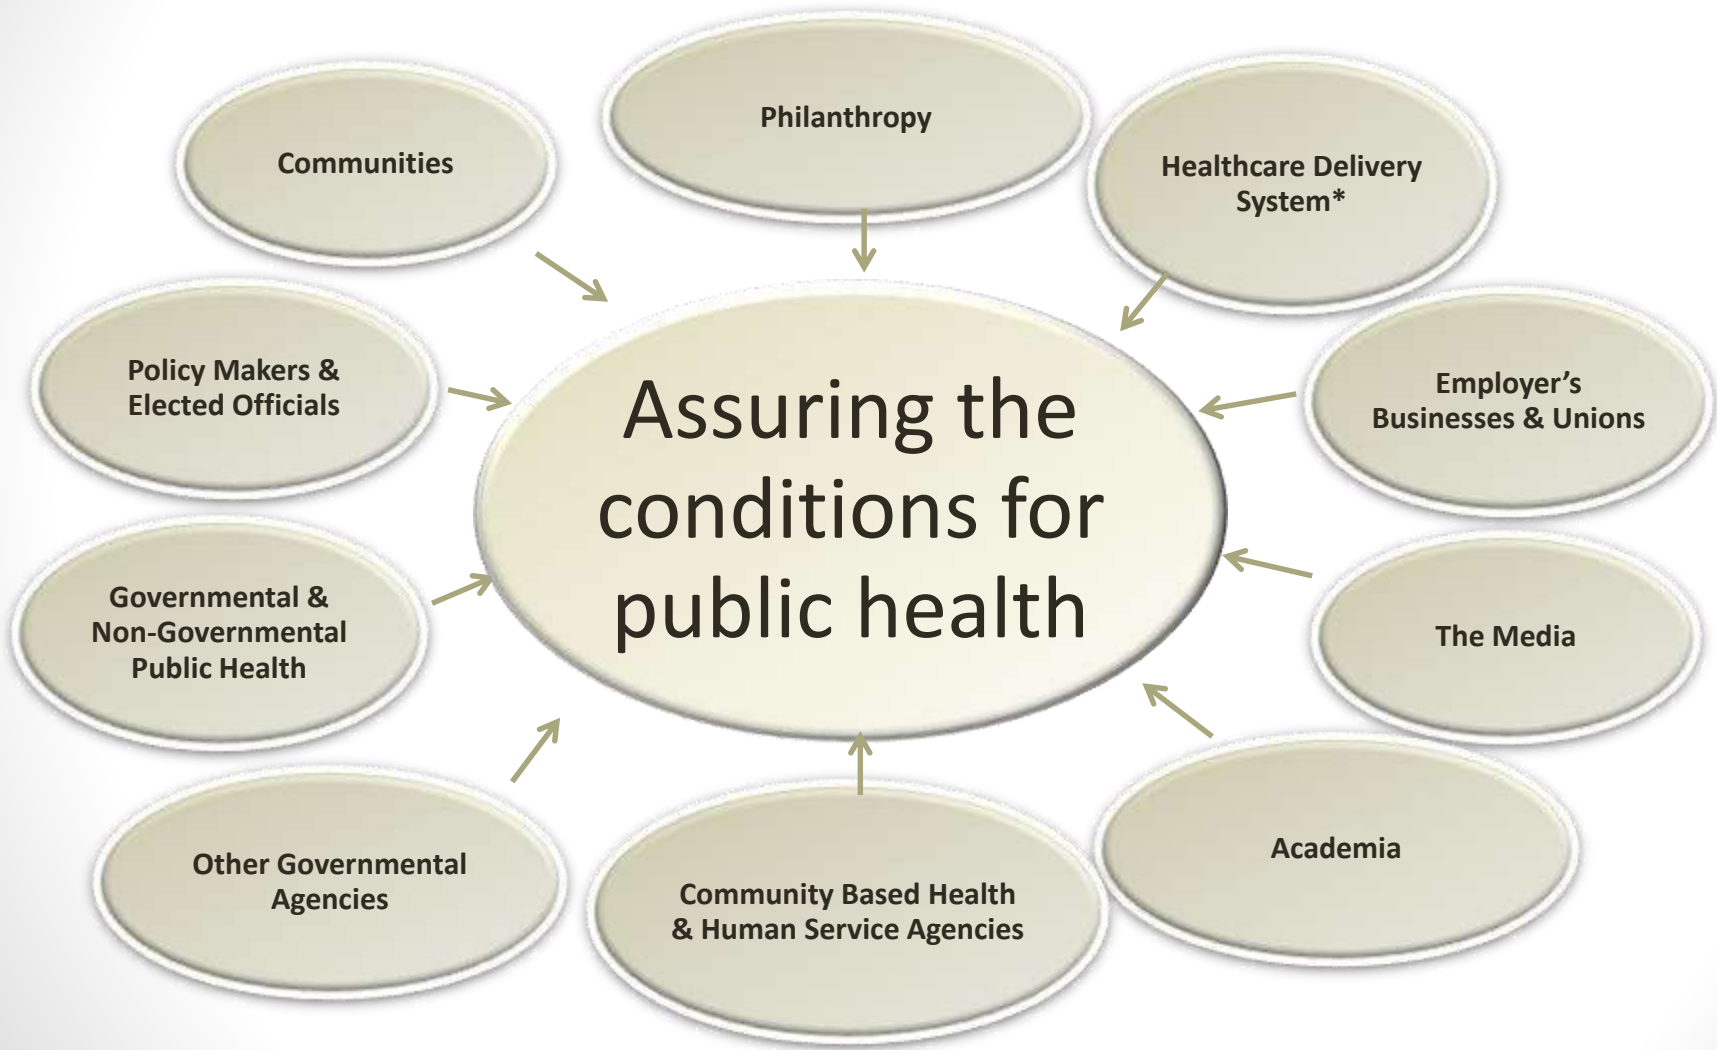 Philanthropy
Communities
Healthcare Delivery
System*
Policy Makers &
Elected Officials
Employer’s
Businesses & Unions
Assuring the
conditions for
public health
Governmental &
Non-Governmental
Public Health
The Media
Other Governmental
Agencies
Community Based Health
& Human Service Agencies
Academia